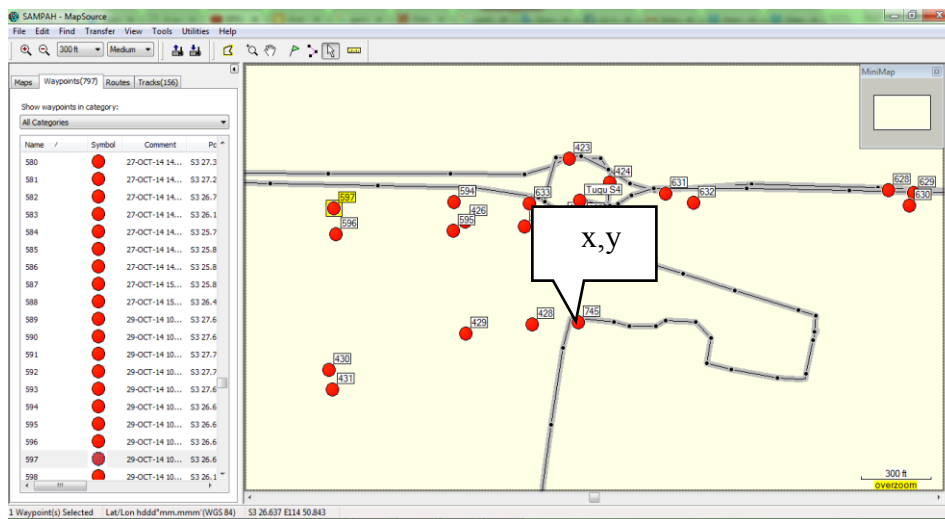 SAMPAH - MapSource
File Edit Find Transfer View Tools Utilities Help
300 ft Medium
Maps Waypoints(797) Routes Tracks(156)
Show waypoints in category:
All Categories
Name / Symbol Comment Po
580 27-OCT-14 14... S3 27.3
581 27-OCT-14 14... S3 27.2
582 27-OCT-14 14... S3 26.7
583 27-OCT-14 14... S3 26.1
584 27-OCT-14 14... S3 25.7
585 27-OCT-14 14... S3 25.8
586 27-OCT-14 14... S3 25.8
587 27-OCT-14 15... S3 25.8
588 27-OCT-14 15... S3 26.4
589 29-OCT-14 10... S3 27.6
590 29-OCT-14 10... S3 27.6
591 29-OCT-14 10... S3 27.7
592 29-OCT-14 10... S3 27.7
593 29-OCT-14 10... S3 27.6
594 29-OCT-14 10... S3 26.6
595 29-OCT-14 10... S3 26.6
596 29-OCT-14 10... S3 26.6
597 29-OCT-14 10... S3 26.6
598 29-OCT-14 10... S3 26.1
MiniMap
423
424
628 629
631
Tugu S4
594 633
597
632
630
426
596 595
x,y
745
428
429
430
431
300 ft
overzoom
1 Waypoint(s) Selected Lat/Lon hddd°mm.mmm'(WGS 84) S3 26.637 E114 50.843